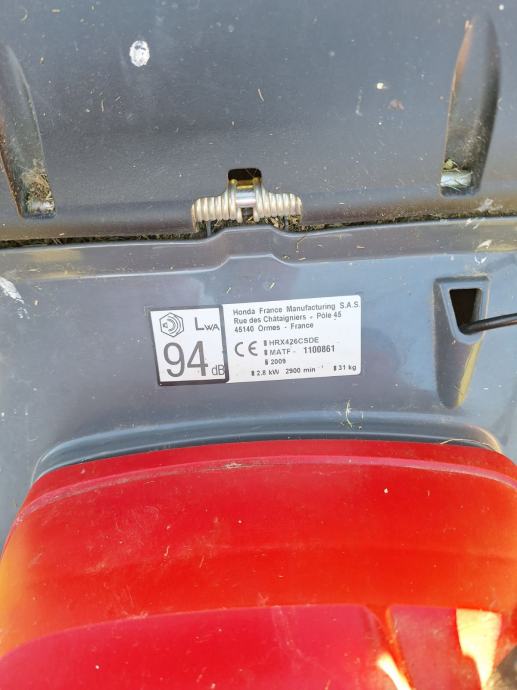 LWA
94 dB
Honda France Manufacturing S.A.S.
Rue des Châtaigniers - Pôle 45
45140 Ormes - France
CE
HRX426CSDE
MATF - 1100861
2009
2.8 kW 2900 min⁻¹ 31 kg